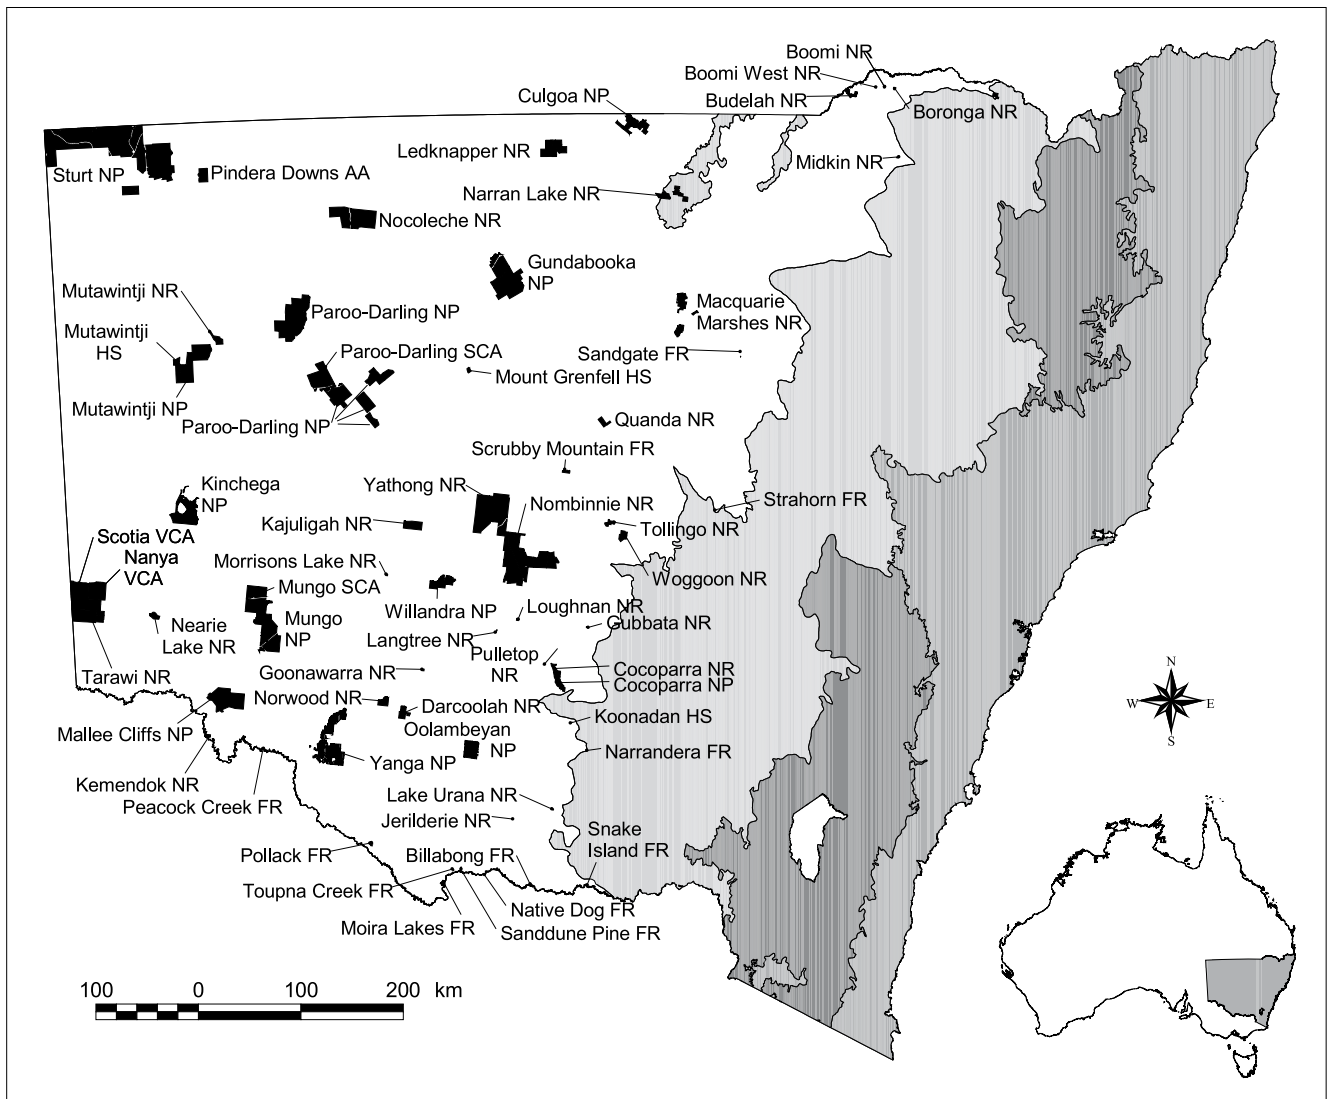 Boomi NR
Boomi West NR
Budelah NR
Boronga NR
Culgoa NP
Ledknapper NR
Midkin NR
Sturt NP
Pindera Downs AA
Narran Lake NR
Nocoleche NR
Gundabooka
NP
Mutawintji NR
Paroo-Darling NP
Macquarie
Marshes NR
Mutawintji
HS
Paroo-Darling SCA
Sandgate FR
Mount Grenfell HS
Mutawintji NP
Paroo-Darling NP
Quanda NR
Scrubby Mountain FR
Kinchega
NP
Yathong NR
Nombinnie NR
Strahorn FR
Kajuligah NR
Tollingo NR
Scotia VCA
Nanya
VCA
Morrisons Lake NR
Mungo SCA
Woggoon NR
Willandra NP
Loughnan NR
Nearie
Lake NR
Mungo
NP
Langtree NR
Gubbata NR
Pulletop
NR
Cocoparra NR
Cocoparra NP
Tarawi NR
Goonawarra NR
Norwood NR
Darcoolah NR
Koonadan HS
Mallee Cliffs NP
Oolambeyan
NP
Narrandera FR
Yanga NP
Kemendok NR
Peacock Creek FR
Lake Urana NR
Jerilderie NR
Snake
Island FR
Pollack FR
Billabong FR
Toupna Creek FR
Native Dog FR
Moira Lakes FR
Sanddune Pine FR
N
W
E
S
100 0 100 200 km